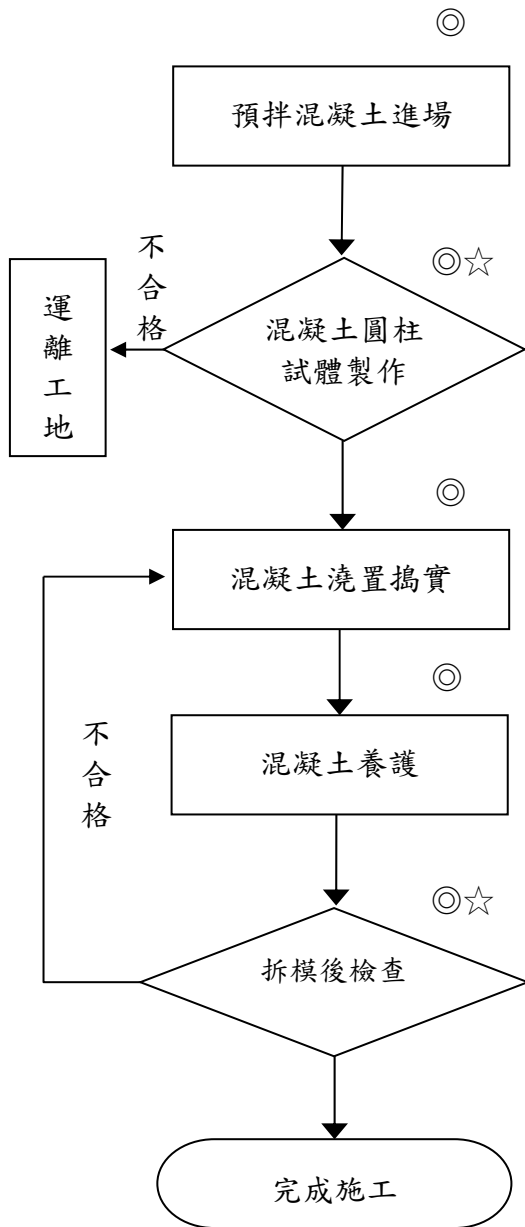 ◎
預拌混凝土進場
不合格
◎☆
運離工地
混凝土圓柱
試體製作
◎
混凝土澆置搗實
◎
不合格
混凝土養護
◎☆
拆模後檢查
完成施工